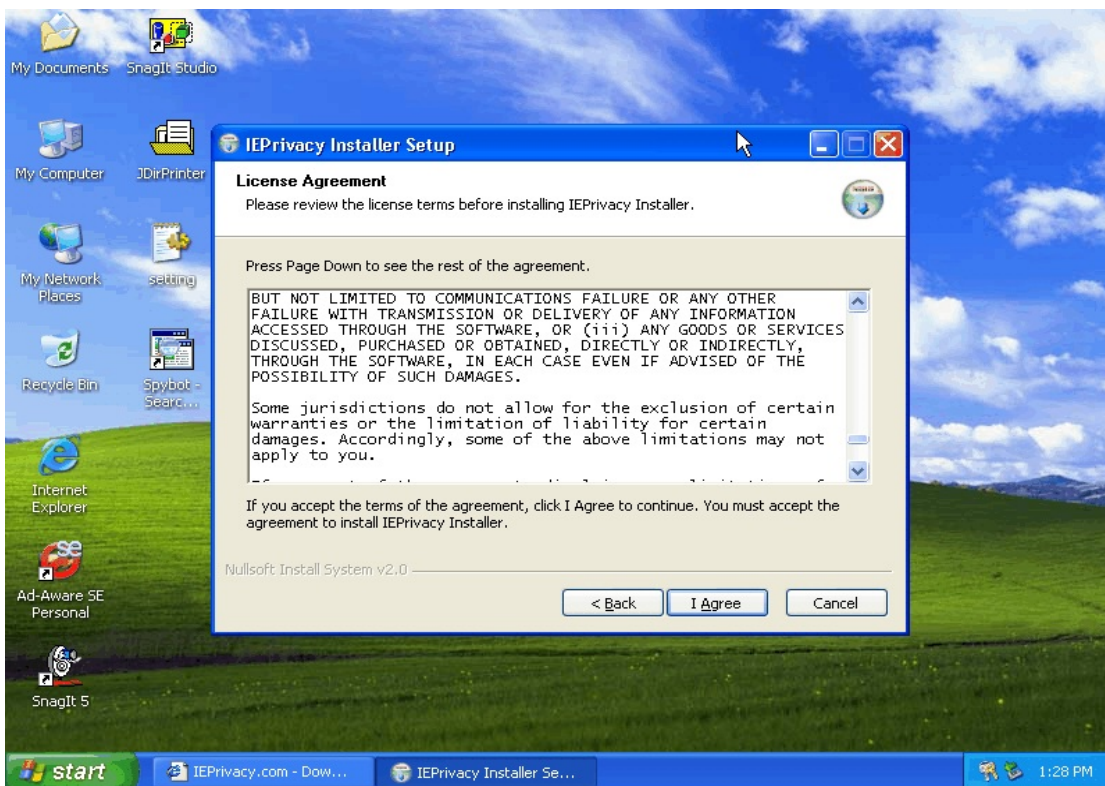 My Documents
SnagIt Studio
My Computer
JDirPrinter
My Network
Places
setting
Recycle Bin
Spybot -
Searc...
Internet
Explorer
Ad-Aware SE
Personal
SnagIt 5
IEPrivacy Installer Setup
License Agreement
Please review the license terms before installing IEPrivacy Installer.
Press Page Down to see the rest of the agreement.
BUT NOT LIMITED TO COMMUNICATIONS FAILURE OR ANY OTHER
FAILURE WITH TRANSMISSION OR DELIVERY OF ANY INFORMATION
ACCESSED THROUGH THE SOFTWARE, OR (iii) ANY GOODS OR SERVICES
DISCUSSED, PURCHASED OR OBTAINED, DIRECTLY OR INDIRECTLY,
THROUGH THE SOFTWARE, IN EACH CASE EVEN IF ADVISED OF THE
POSSIBILITY OF SUCH DAMAGES.
Some jurisdictions do not allow for the exclusion of certain
warranties or the limitation of liability for certain
damages. Accordingly, some of the above limitations may not
apply to you.
If you accept the terms of the agreement, click I Agree to continue. You must accept the
agreement to install IEPrivacy Installer.
Nullsoft Install System v2.0
< Back
I Agree
Cancel
start
IEPrivacy.com - Dow...
IEPrivacy Installer Se...
1:28 PM